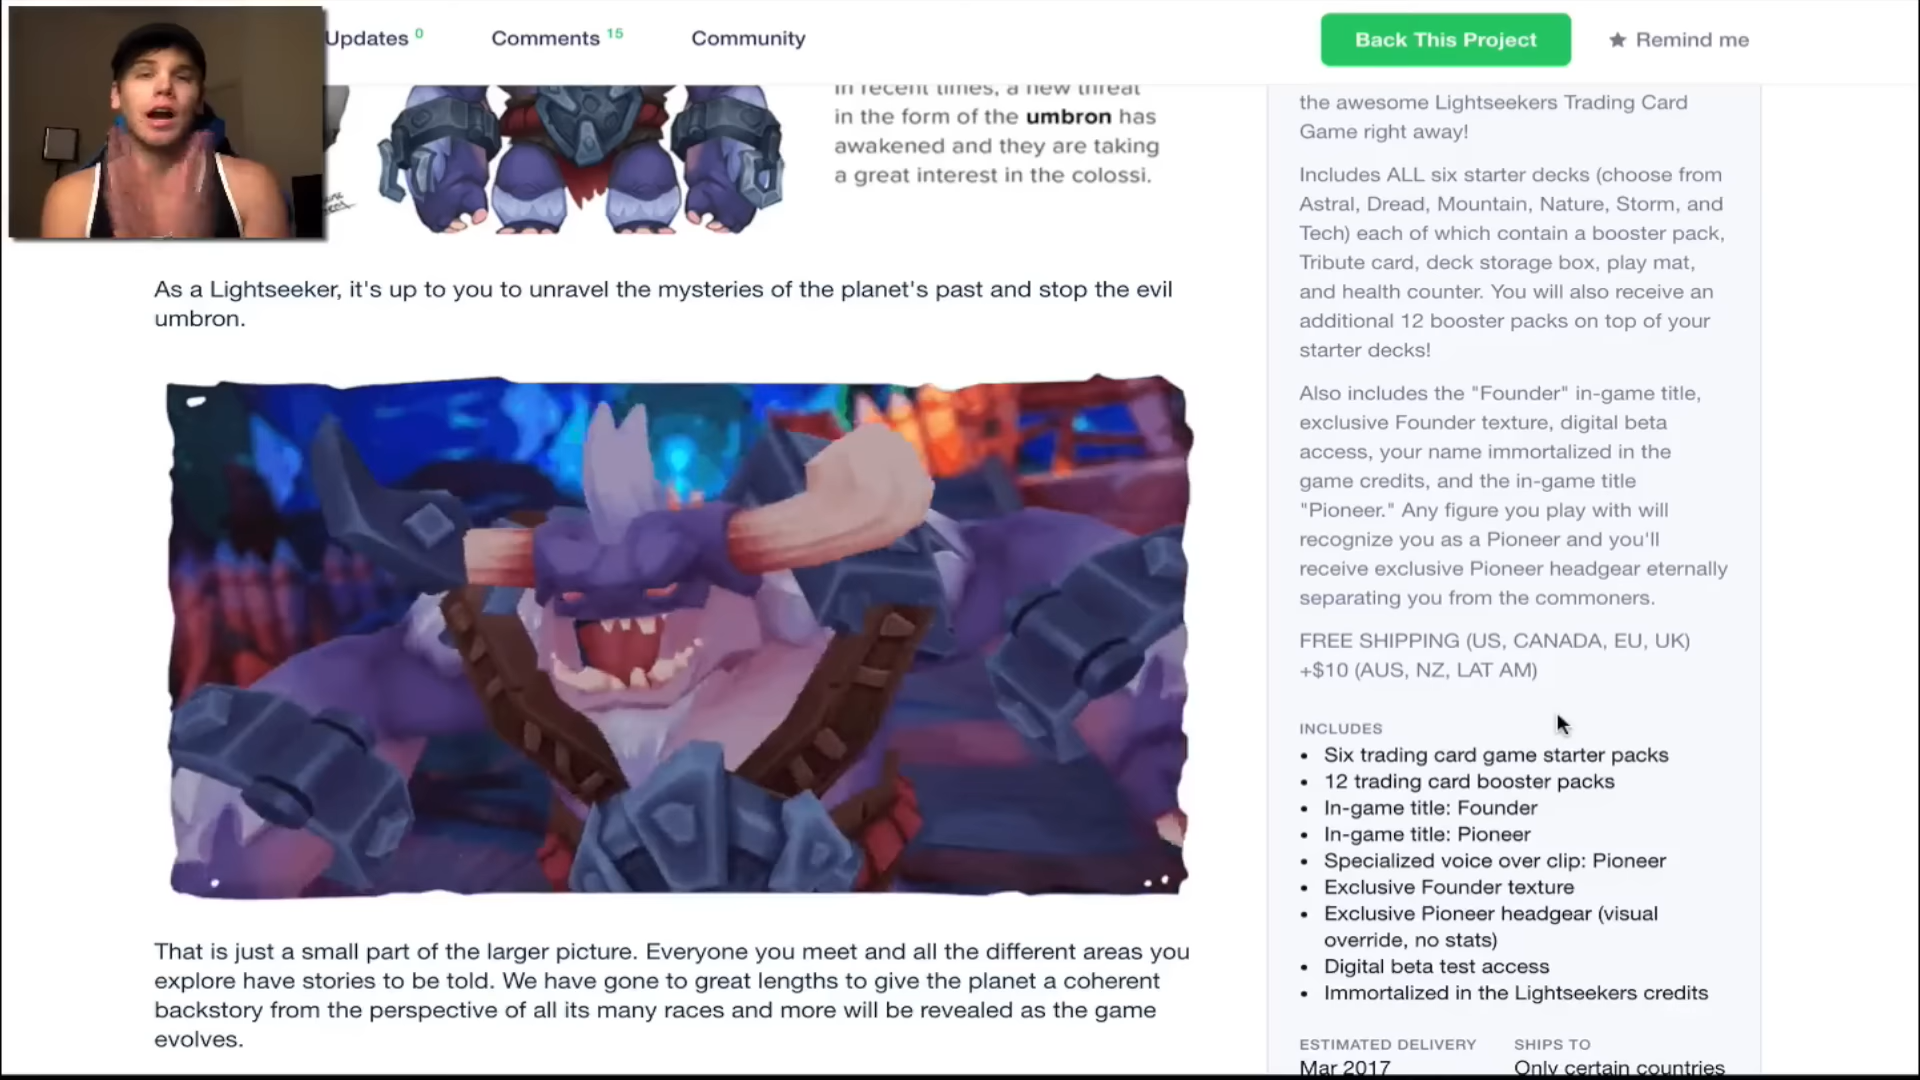 Updates 0
Comments 15
Community
Back This Project
Remind me
In recent times, a new threat
in the form of the umbron has
awakened and they are taking
a great interest in the colossi.
As a Lightseeker, it's up to you to unravel the mysteries of the planet's past and stop the evil
umbron.
That is just a small part of the larger picture. Everyone you meet and all the different areas you
explore have stories to be told. We have gone to great lengths to give the planet a coherent
backstory from the perspective of all its many races and more will be revealed as the game
evolves.
the awesome Lightseekers Trading Card
Game right away!
Includes ALL six starter decks (choose from
Astral, Dread, Mountain, Nature, Storm, and
Tech) each of which contain a booster pack,
Tribute card, deck storage box, play mat,
and health counter. You will also receive an
additional 12 booster packs on top of your
starter decks!
Also includes the "Founder" in-game title,
exclusive Founder texture, digital beta
access, your name immortalized in the
game credits, and the in-game title
"Pioneer." Any figure you play with will
recognize you as a Pioneer and you'll
receive exclusive Pioneer headgear eternally
separating you from the commoners.
FREE SHIPPING (US, CANADA, EU, UK)
+$10 (AUS, NZ, LAT AM)
INCLUDES
• Six trading card game starter packs
• 12 trading card booster packs
• In-game title: Founder
• In-game title: Pioneer
• Specialized voice over clip: Pioneer
• Exclusive Founder texture
• Exclusive Pioneer headgear (visual
override, no stats)
• Digital beta test access
• Immortalized in the Lightseekers credits
ESTIMATED DELIVERY
Mar 2017
SHIPS TO
Only certain countries